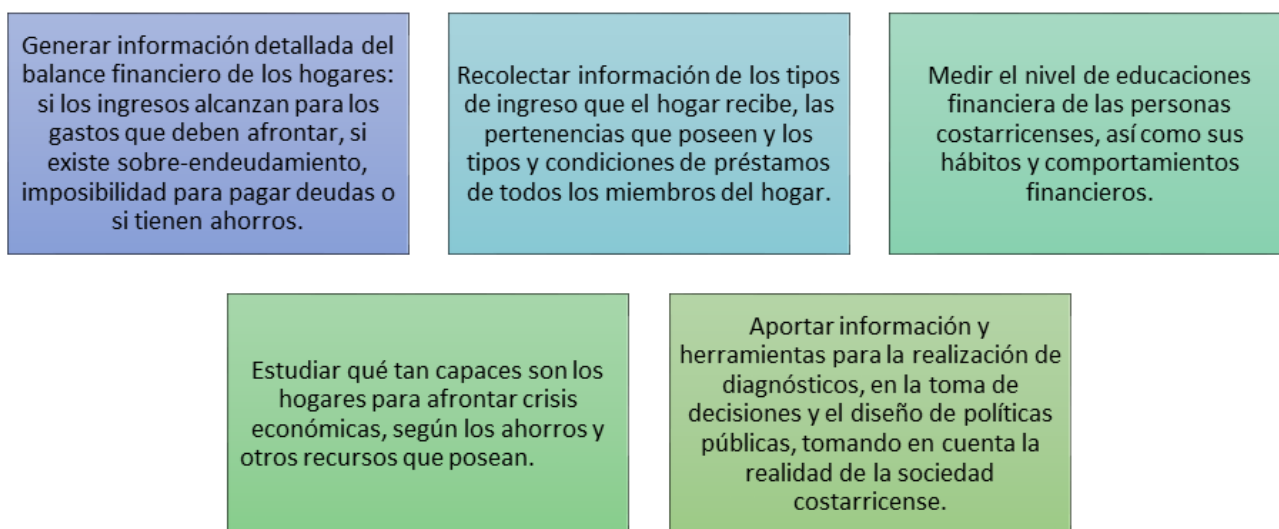 Generar información detallada del
balance financiero de los hogares:
si los ingresos alcanzan para los
gastos que deben afrontar, si
existe sobre-endeudamiento,
imposibilidad para pagar deudas o
si tienen ahorros.
Recolectar información de los tipos
de ingreso que el hogar recibe, las
pertenencias que poseen y los
tipos y condiciones de préstamos
de todos los miembros del hogar.
Medir el nivel de educaciones
financiera de las personas
costarricenses, así como sus
hábitos y comportamientos
financieros.
Estudiar qué tan capaces son los
hogares para afrontar crisis
económicas, según los ahorros y
otros recursos que posean.
Aportar información y
herramientas para la realización de
diagnósticos, en la toma de
decisiones y el diseño de políticas
públicas, tomando en cuenta la
realidad de la sociedad
costarricense.